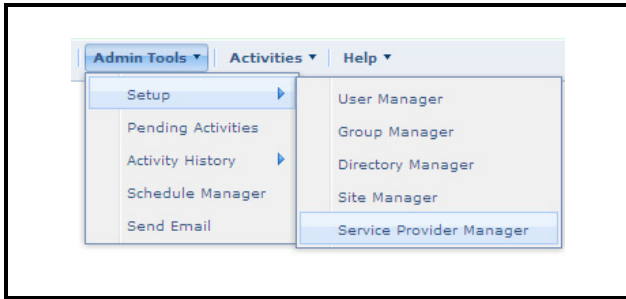 Admin Tools Activities Help
Setup
Pending Activities
Activity History
Schedule Manager
Send Email
User Manager
Group Manager
Directory Manager
Site Manager
Service Provider Manager